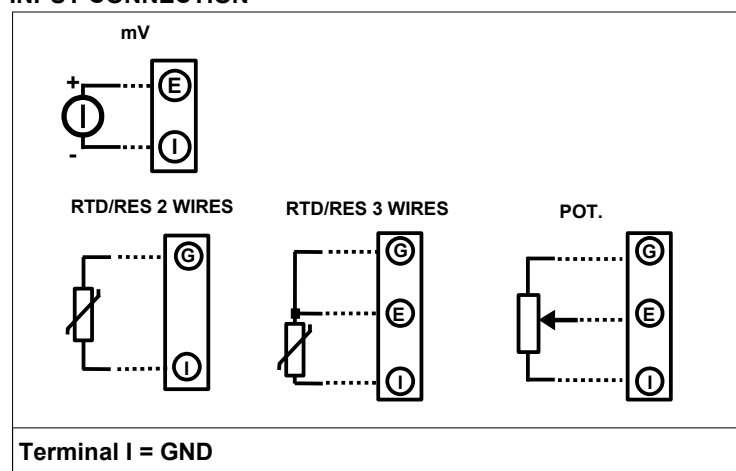 INPUT CONNECTION
mV
+
E
I
-
RTD/RES 2 WIRES
G
I
RTD/RES 3 WIRES
G
E
I
POT.
G
E
I
Terminal I = GND